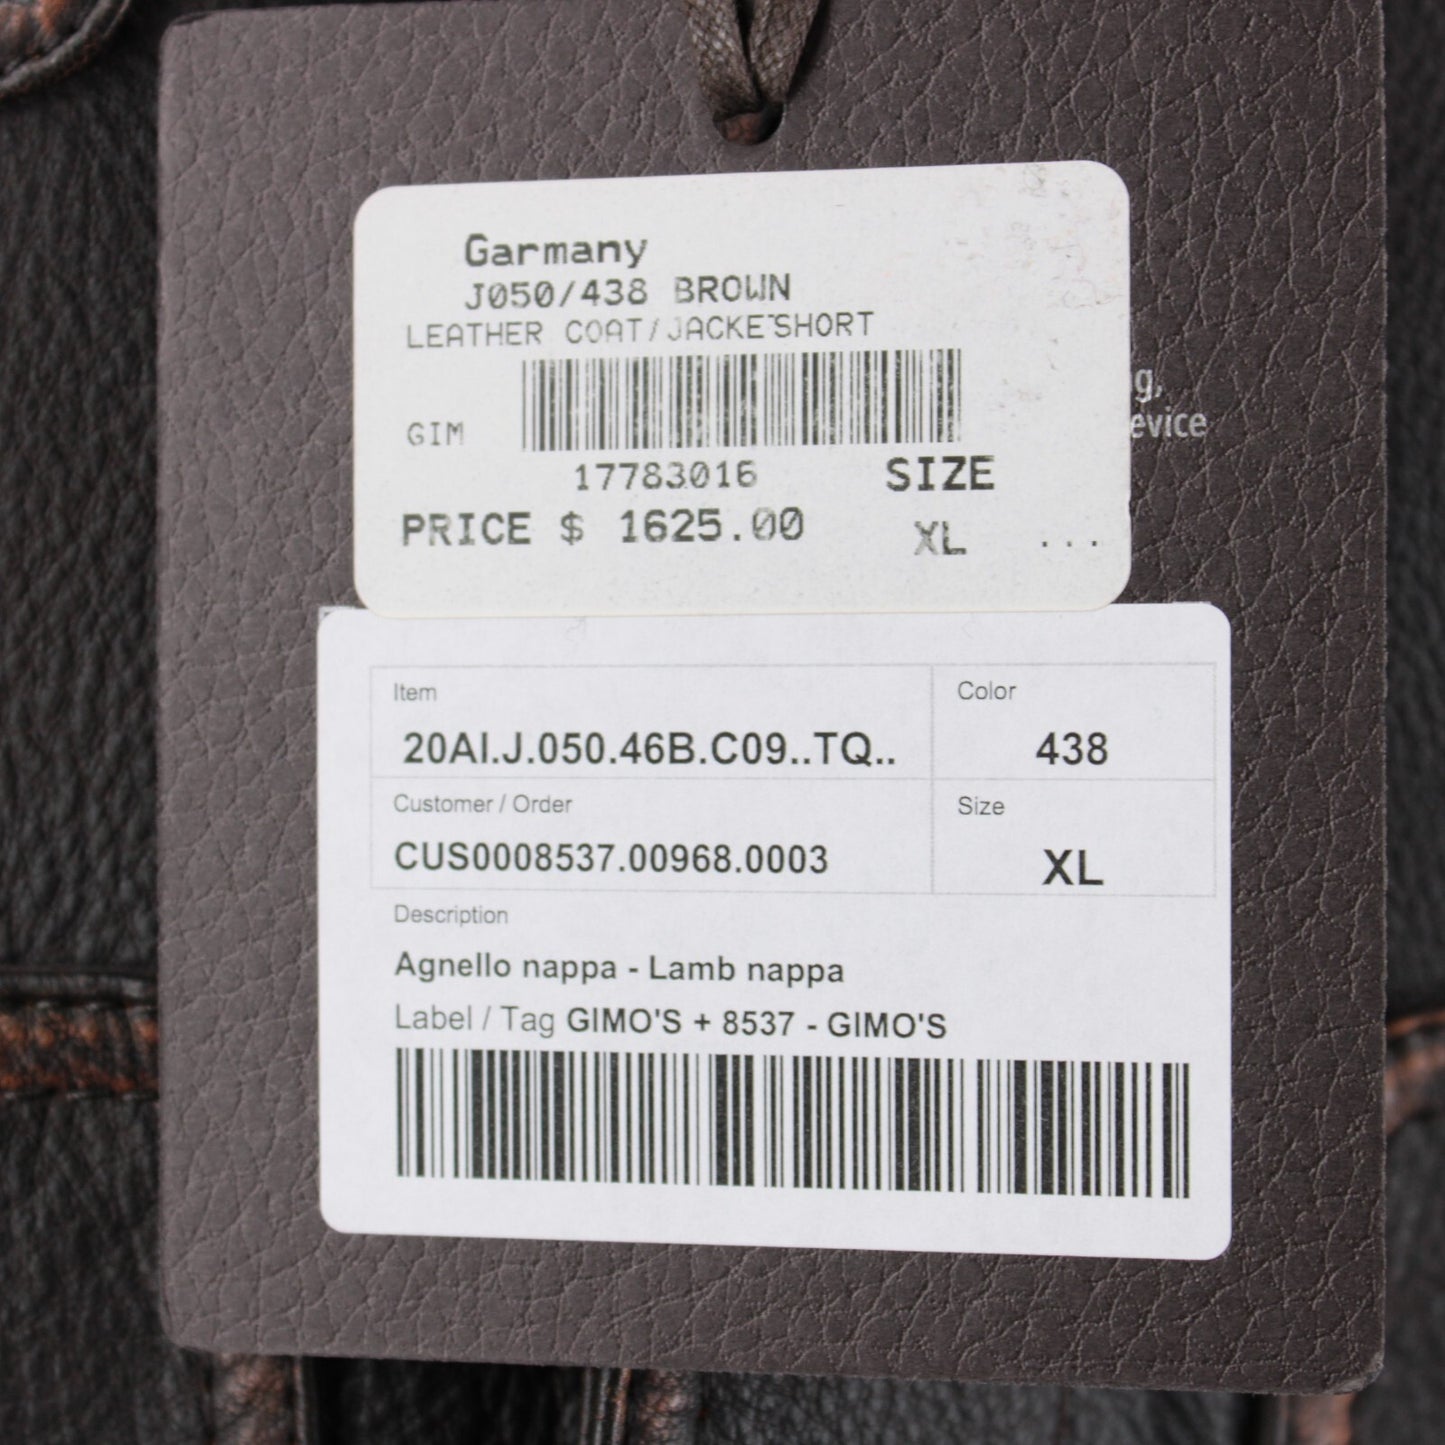 Garmany
J050/438 BROWN
LEATHER COAT/JACKETSHORT
GIM
17783016
SIZE
PRICE $ 1625.00
XL ...
g,
evice
Item
20AI.J.050.46B.C09..TQ..
Color
438
Customer / Order
CUS0008537.00968.0003
Size
XL
Description
Agnello nappa - Lamb nappa
Label / Tag GIMO'S + 8537 - GIMO'S